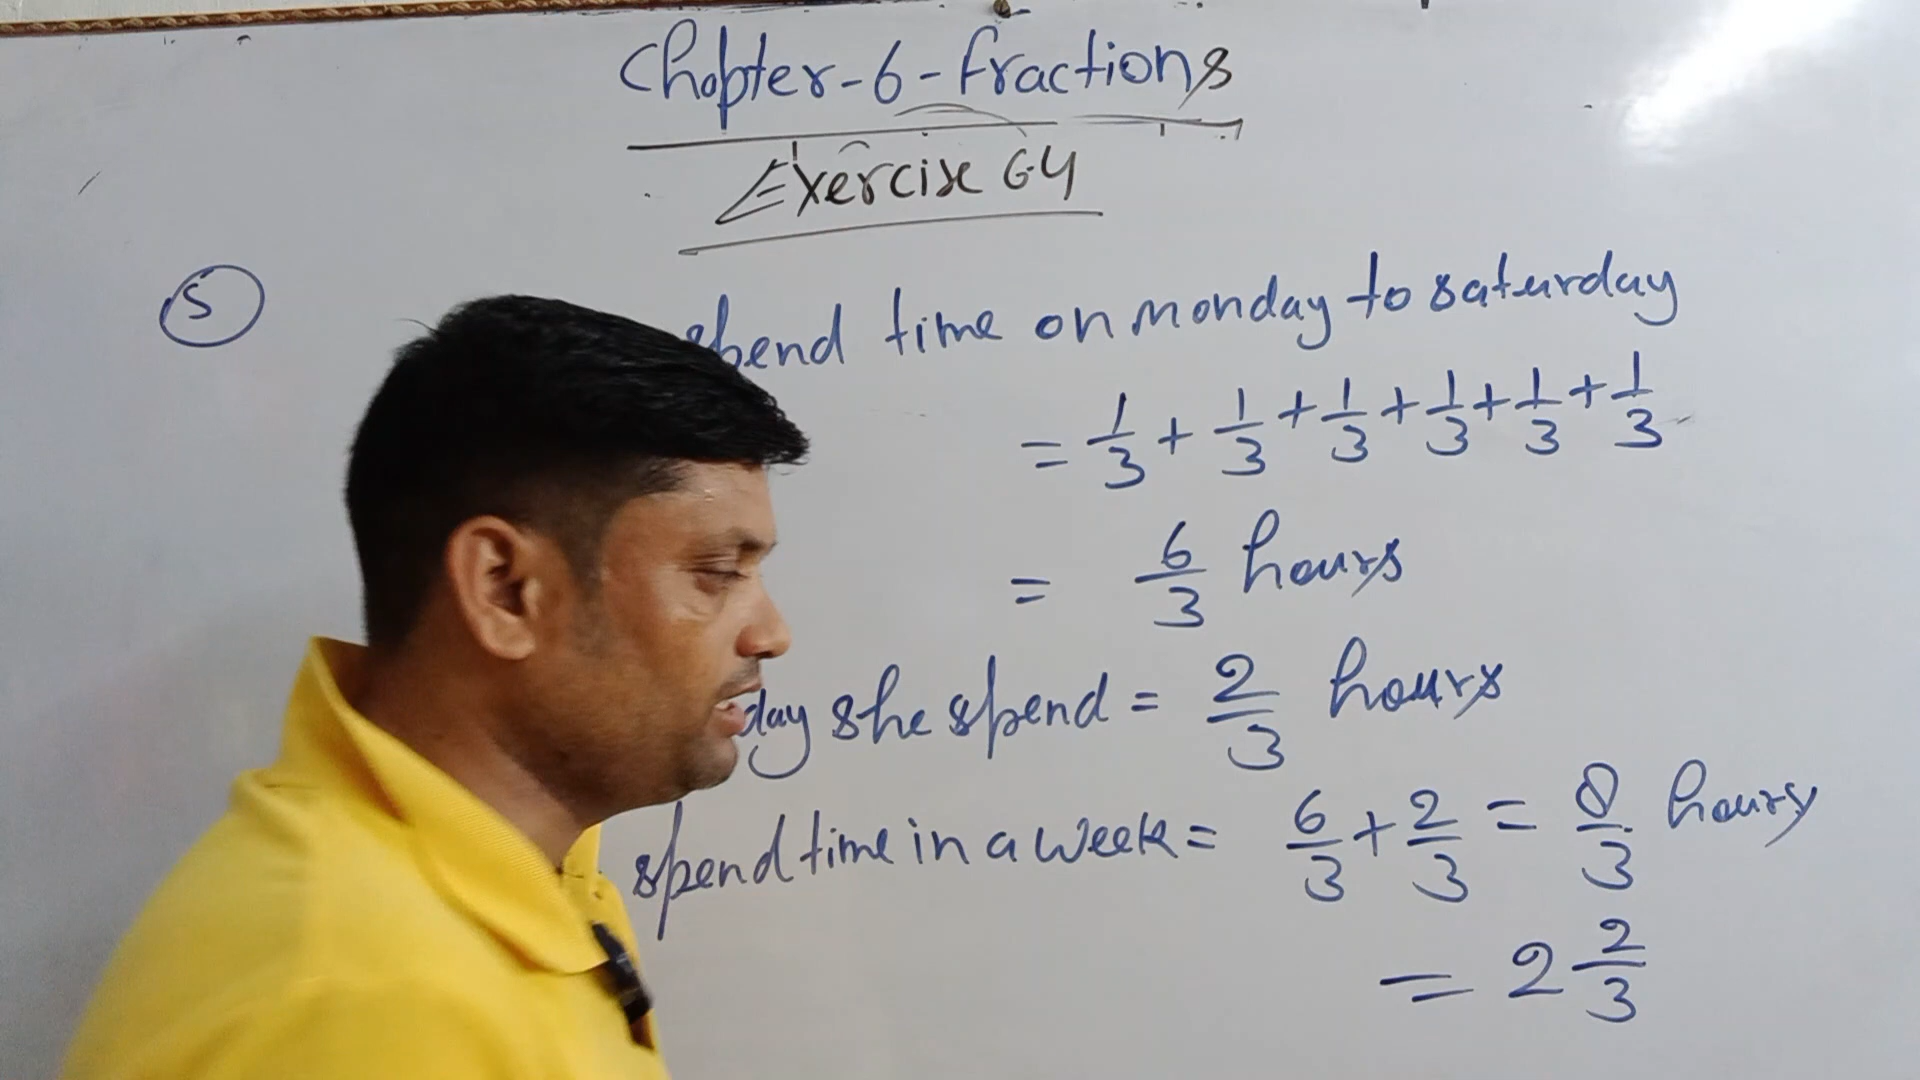 Chapter-6-fractions
Exercise 6.4
5
spend time on monday to saturday
= 1/3 + 1/3 + 1/3 + 1/3 + 1/3 + 1/3
= 6/3 hours
day she spend = 2/3 hours
spend time in a week = 6/3 + 2/3 = 8/3 hours
= 2 2/3